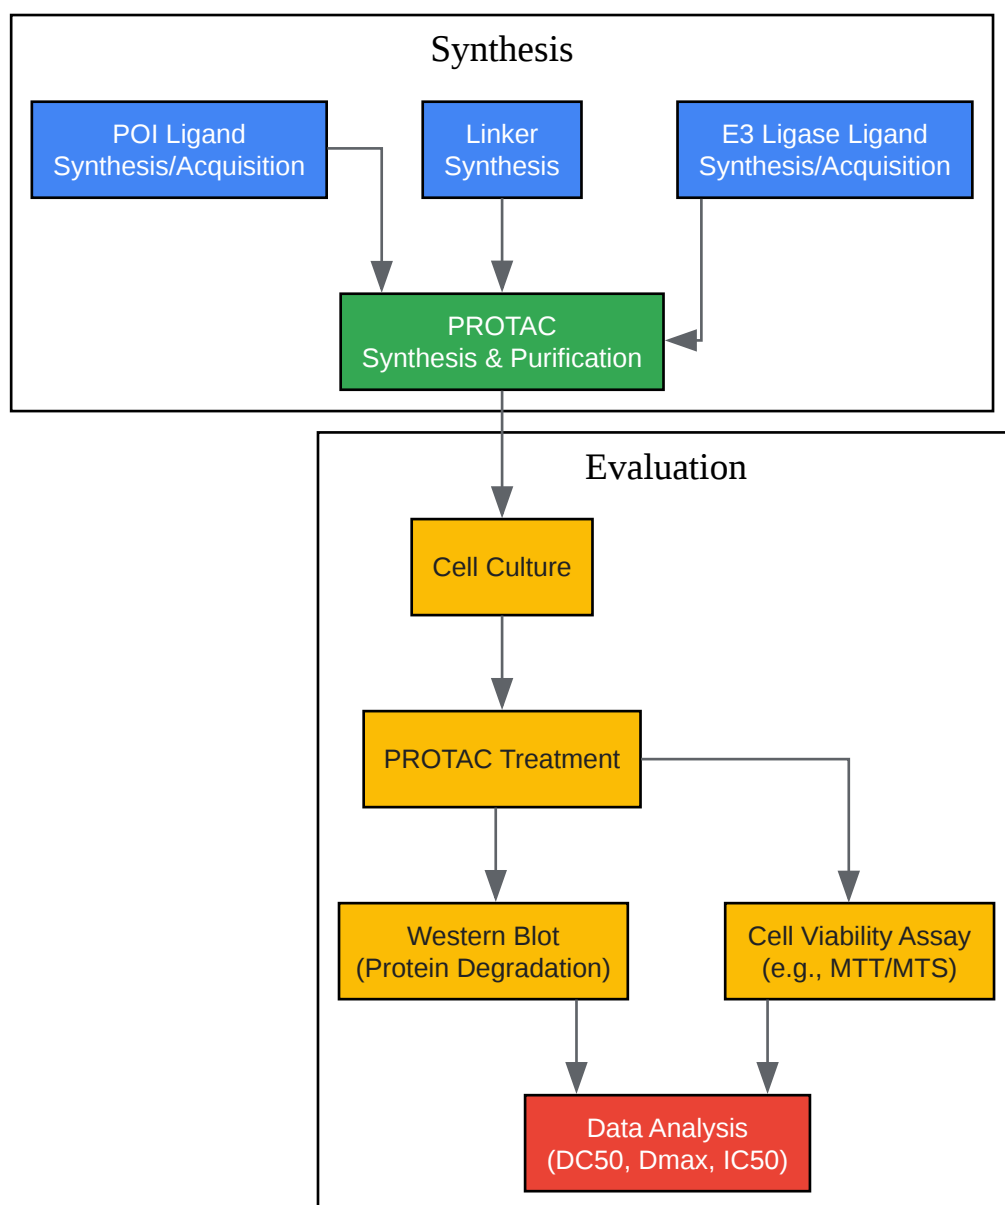 Synthesis
POI Ligand
Synthesis/Acquisition
Linker
Synthesis
E3 Ligase Ligand
Synthesis/Acquisition
PROTAC
Synthesis & Purification
Evaluation
Cell Culture
PROTAC Treatment
Western Blot
(Protein Degradation)
Cell Viability Assay
(e.g., MTT/MTS)
Data Analysis
(DC50, Dmax, IC50)